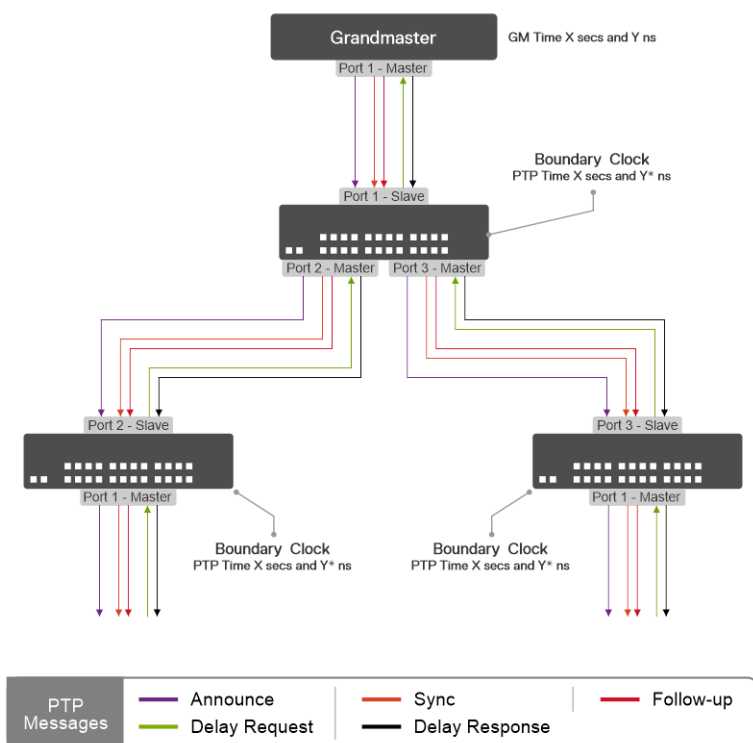 Grandmaster
GM Time X secs and Y ns
Port 1 - Master
Boundary Clock
PTP Time X secs and Y* ns
Port 1 - Slave
Port 2 - Master
Port 3 - Master
Port 2 - Slave
Port 3 - Slave
Port 1 - Master
Port 1 - Master
Boundary Clock
PTP Time X secs and Y* ns
Boundary Clock
PTP Time X secs and Y* ns
PTP
Messages
Announce
Sync
Follow-up
Delay Request
Delay Response